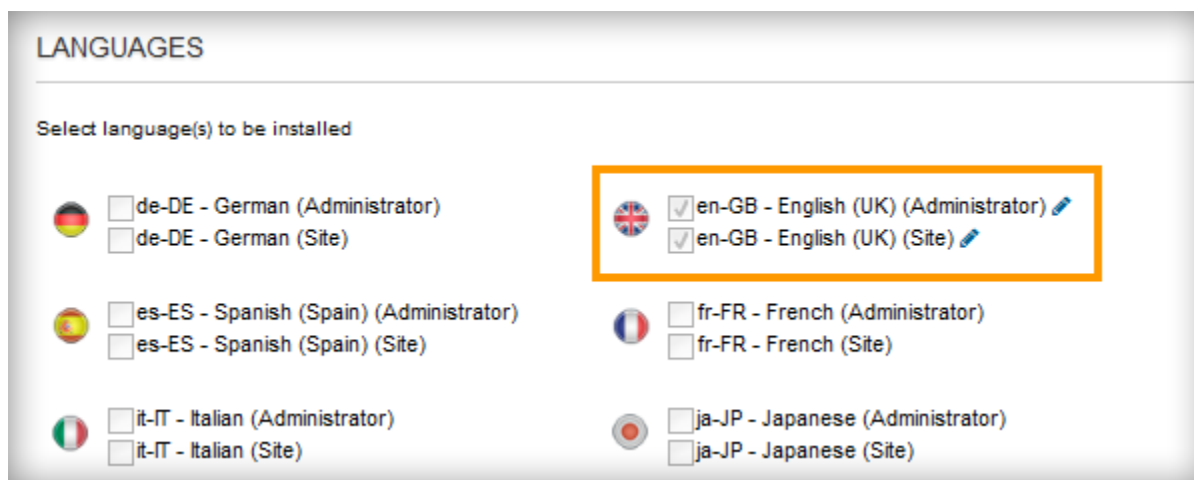 LANGUAGES
Select language(s) to be installed
de-DE - German (Administrator)
de-DE - German (Site)
en-GB - English (UK) (Administrator)
en-GB - English (UK) (Site)
es-ES - Spanish (Spain) (Administrator)
es-ES - Spanish (Spain) (Site)
fr-FR - French (Administrator)
fr-FR - French (Site)
it-IT - Italian (Administrator)
it-IT - Italian (Site)
ja-JP - Japanese (Administrator)
ja-JP - Japanese (Site)